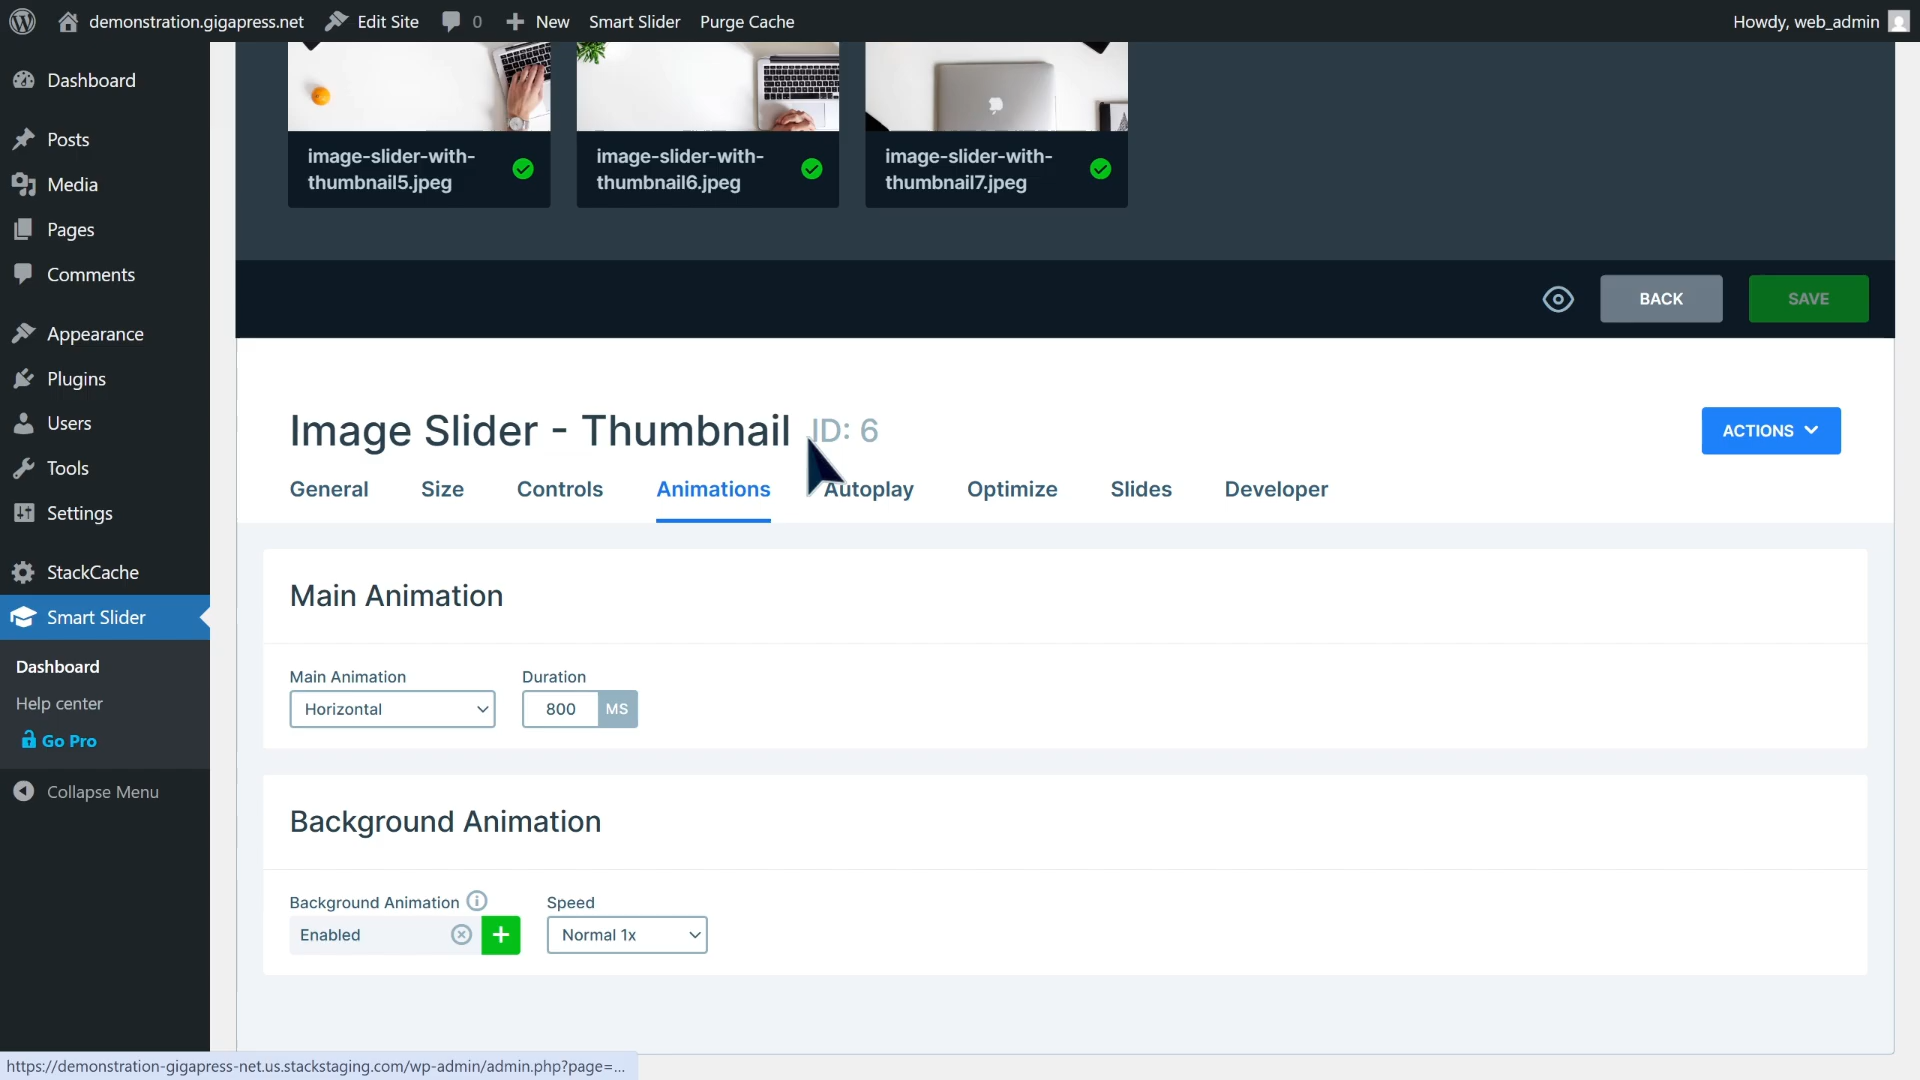 demonstration.gigapress.net Edit Site 0 New Smart Slider Purge Cache Howdy, web_admin
Dashboard
Posts
Media
Pages
Comments
Appearance
Plugins
Users
Tools
Settings
StackCache
Smart Slider
Dashboard
Help center
Go Pro
Collapse Menu
image-slider-with-
thumbnail5.jpeg
image-slider-with-
thumbnail6.jpeg
image-slider-with-
thumbnail7.jpeg
BACK SAVE
Image Slider - Thumbnail ID: 6
ACTIONS
General Size Controls Animations Autoplay Optimize Slides Developer
Main Animation
Main Animation Duration
Horizontal 800 MS
Background Animation
Background Animation Speed
Enabled Normal 1x
https://demonstration-gigapress-net.us.stackstaging.com/wp-admin/admin.php?page=...